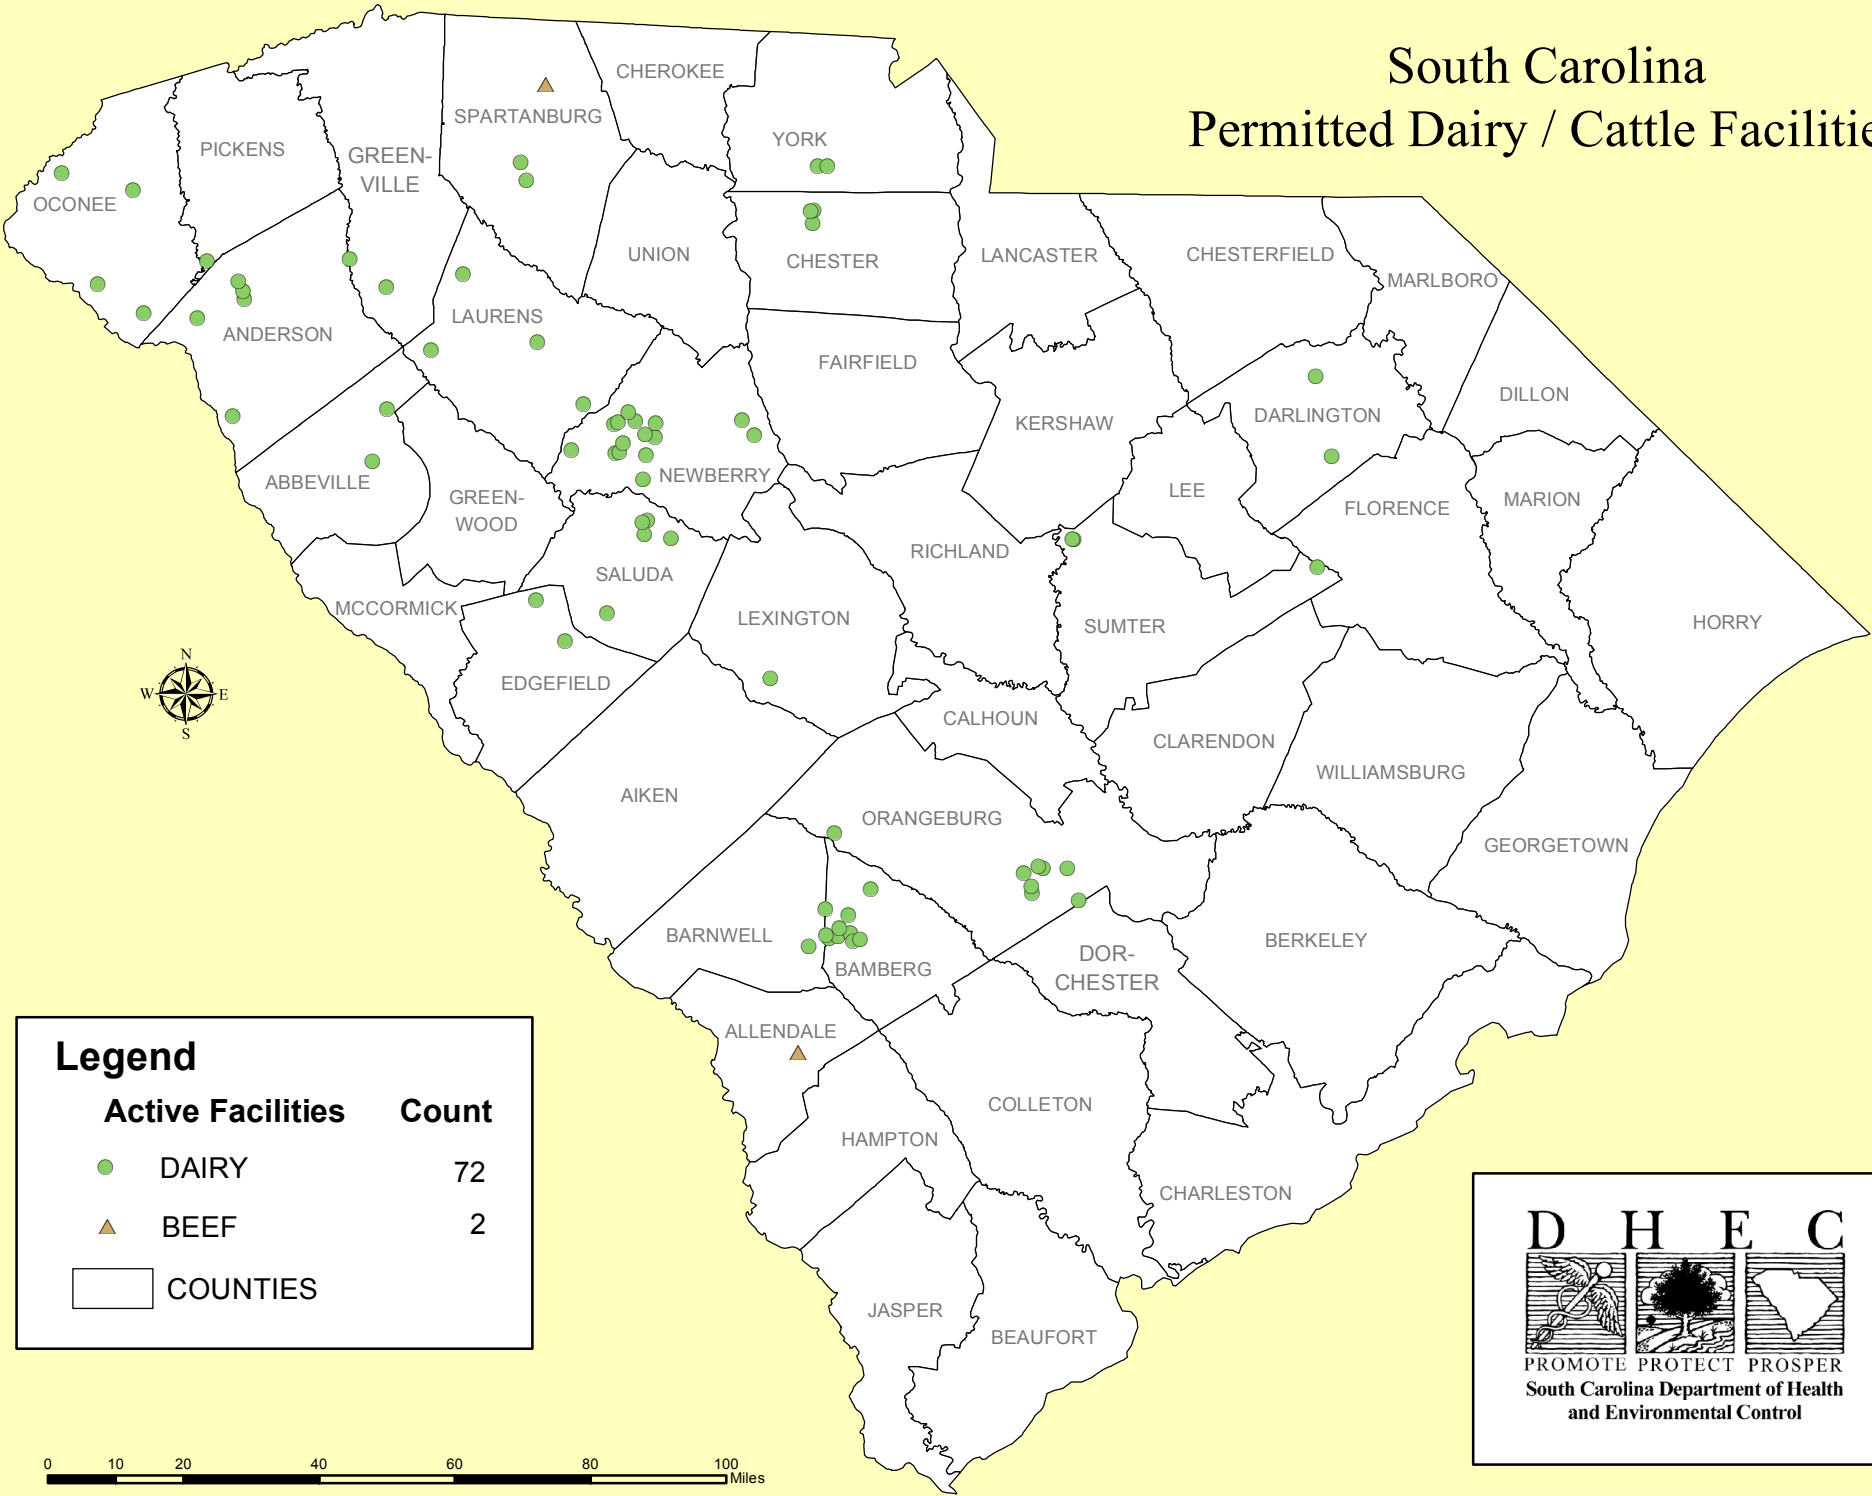 South Carolina
Permitted Dairy / Cattle Facilitie
CHEROKEE
SPARTANBURG
YORK
PICKENS
GREEN-
VILLE
OCONEE
UNION
CHESTER
LANCASTER
CHESTERFIELD
MARLBORO
LAURENS
ANDERSON
FAIRFIELD
DILLON
KERSHAW
DARLINGTON
ABBEVILLE
NEWBERRY
GREEN-
WOOD
LEE
FLORENCE
MARION
RICHLAND
SALUDA
MCCORMICK
LEXINGTON
SUMTER
HORRY
EDGEFIELD
CALHOUN
CLARENDON
WILLIAMSBURG
AIKEN
ORANGEBURG
GEORGETOWN
BARNWELL
BAMBERG
DOR-
CHESTER
BERKELEY
ALLENDALE
COLLETON
HAMPTON
CHARLESTON
JASPER
BEAUFORT
N
W E
S
Legend
Active Facilities Count
DAIRY 72
BEEF 2
COUNTIES
0 10 20 40 60 80 100
Miles
D H E C
PROMOTE PROTECT PROSPER
South Carolina Department of Health
and Environmental Control